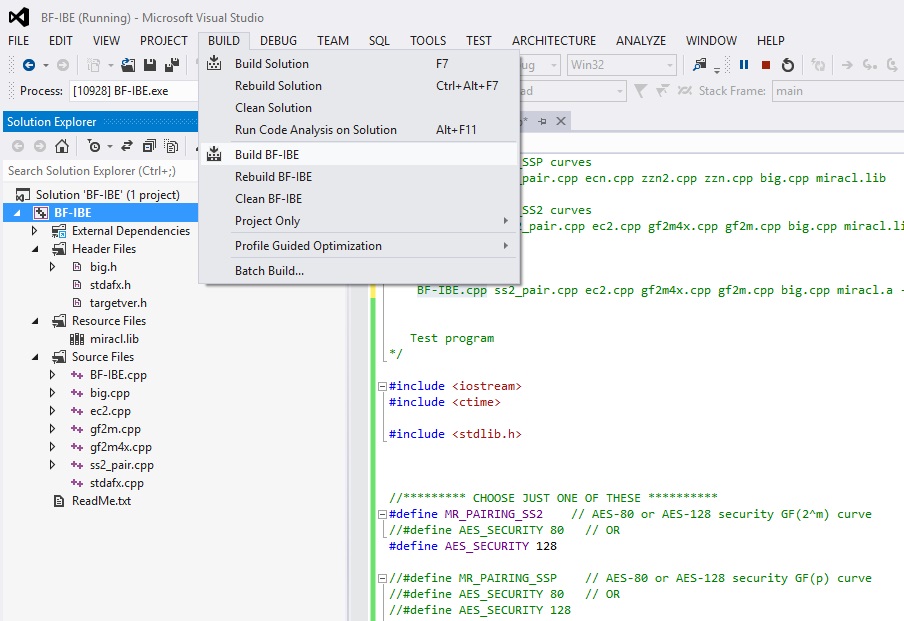 BF-IBE (Running) - Microsoft Visual Studio
FILE EDIT VIEW PROJECT BUILD DEBUG TEAM SQL TOOLS TEST ARCHITECTURE ANALYZE WINDOW HELP
Win32
Process: [10928] BF-IBE.exe
Stack Frame: main
Build Solution F7
Rebuild Solution Ctrl+Alt+F7
Clean Solution
Run Code Analysis on Solution Alt+F11
Build BF-IBE
Rebuild BF-IBE
Clean BF-IBE
Project Only
Profile Guided Optimization
Batch Build...
Solution Explorer
Search Solution Explorer (Ctrl+;)
Solution 'BF-IBE' (1 project)
BF-IBE
External Dependencies
Header Files
big.h
stdafx.h
targetver.h
Resource Files
miracl.lib
Source Files
BF-IBE.cpp
big.cpp
ec2.cpp
gf2m.cpp
gf2m4x.cpp
ss2_pair.cpp
stdafx.cpp
ReadMe.txt
SSP curves
pair.cpp ecn.cpp zzn2.cpp zzn.cpp big.cpp miracl.lib
SS2 curves
pair.cpp ec2.cpp gf2m4x.cpp gf2m.cpp big.cpp miracl.li
BF-IBE.cpp ss2_pair.cpp ec2.cpp gf2m4x.cpp gf2m.cpp big.cpp miracl.a -
Test program
*/
#include <iostream>
#include <ctime>
#include <stdlib.h>
//********* CHOOSE JUST ONE OF THESE **********
#define MR_PAIRING_SS2 // AES-80 or AES-128 security GF(2^m) curve
//#define AES_SECURITY 80 // OR
#define AES_SECURITY 128
//#define MR_PAIRING_SSP // AES-80 or AES-128 security GF(p) curve
//#define AES_SECURITY 80 // OR
//#define AES_SECURITY 128